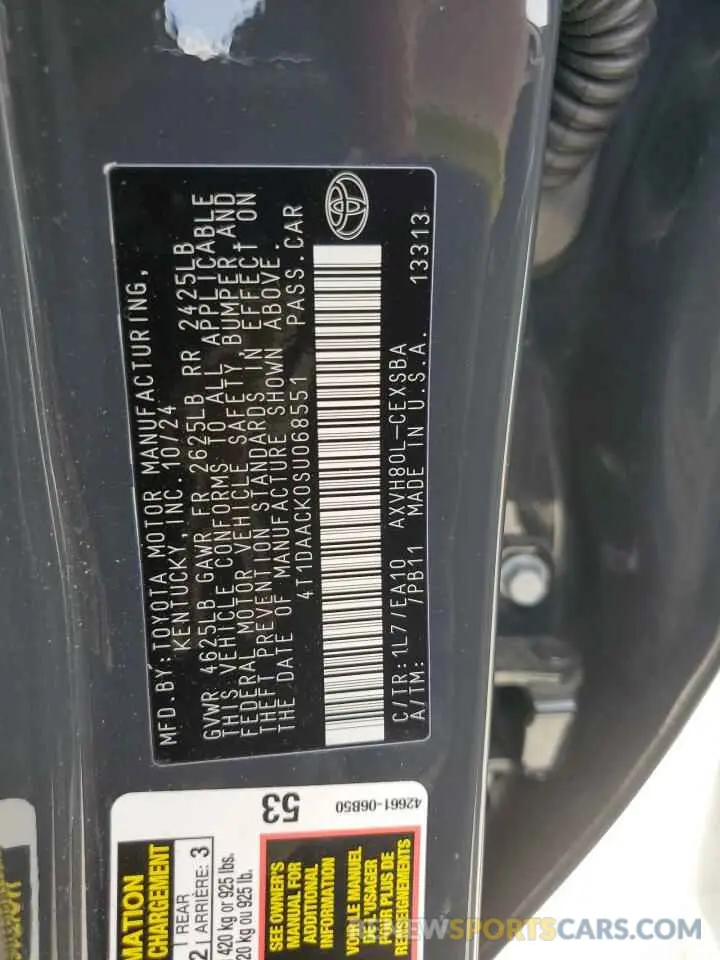 MFD. BY: TOYOTA MOTOR MANUFACTURING,
KENTUCKY, INC. 10/24
GVWR 4625LB GAWR FR 2625LB RR 2425LB
THIS VEHICLE CONFORMS TO ALL APPLICABLE
FEDERAL MOTOR VEHICLE SAFETY, BUMPER, AND
THEFT PREVENTION STANDARDS IN EFFECT ON
THE DATE OF MANUFACTURE SHOWN ABOVE.
4T1DAACK0SU068551 PASS.CAR
C/TR:1L7/EA10 AXVH80L-CEXSBA 13313
A/TM: /PB11 MADE IN U.S.A.
53
42661-06B50
MATION
CHARGEMENT
REAR
2 ARRIÈRE: 3
420 kg or 925 lbs.
20 kg ou 925 lb.
SEE OWNER'S
MANUAL FOR
ADDITIONAL
INFORMATION
VOIR LE MANUEL
DE L'USAGER
POUR PLUS DE
RENSEIGNEMENTS
RENEWSPORTSCARS.COM